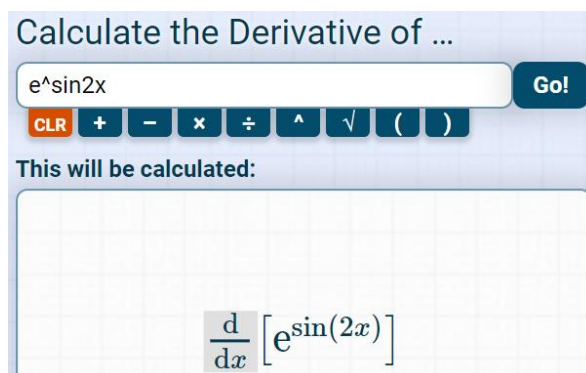 Calculate the Derivative of ...
e^sin2x Go!
CLR + − × ÷ ^ √ ( )
This will be calculated:
d/dx [e^sin(2x)]